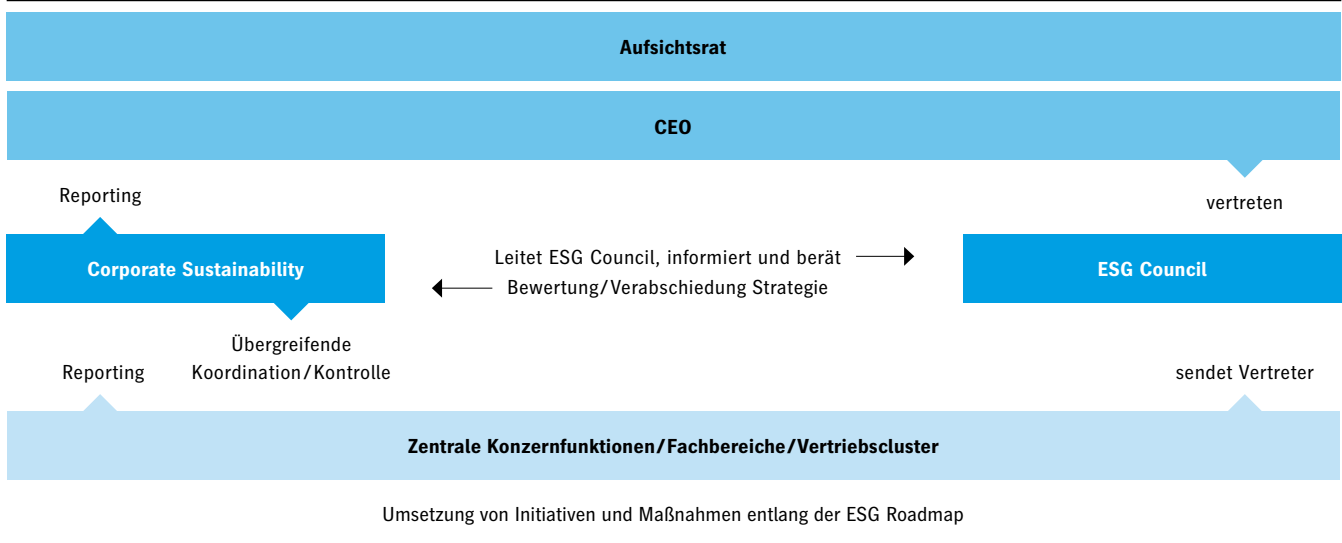 Aufsichtsrat
CEO
Reporting
vertreten
Corporate Sustainability
Leitet ESG Council, informiert und berät
Bewertung/Verabschiedung Strategie
ESG Council
Übergreifende
Koordination/Kontrolle
Reporting
sendet Vertreter
Zentrale Konzernfunktionen/Fachbereiche/Vertriebscluster
Umsetzung von Initiativen und Maßnahmen entlang der ESG Roadmap